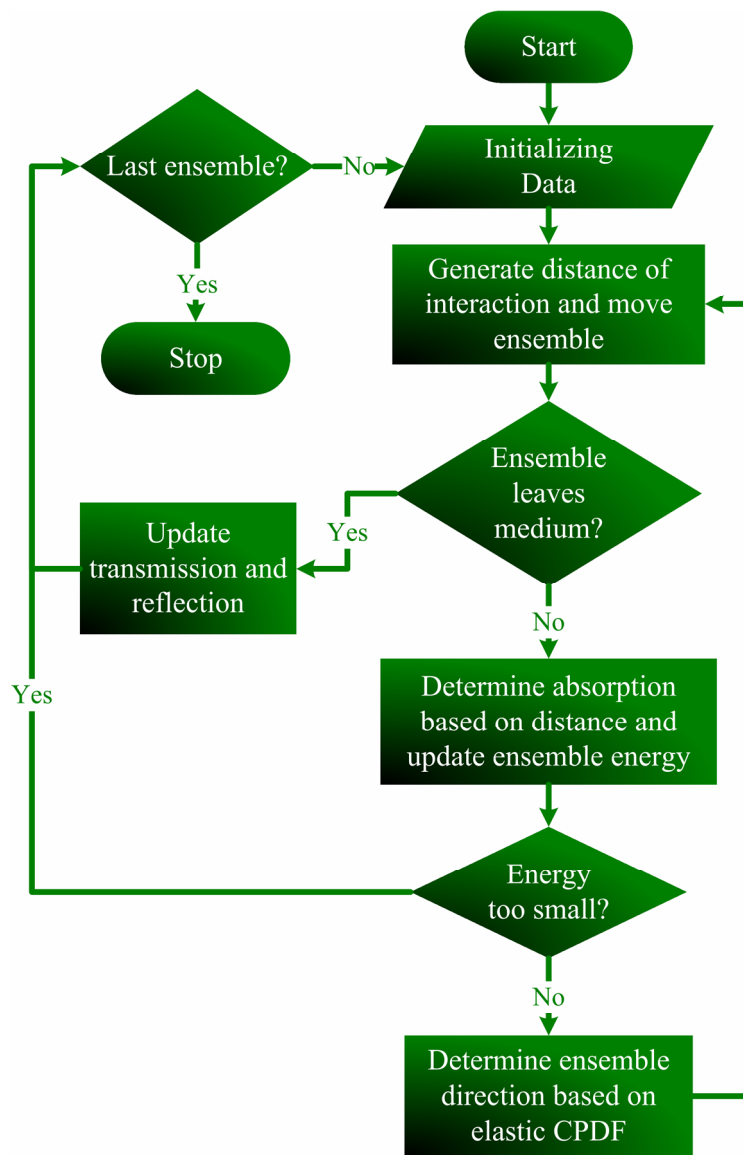 Start
Last ensemble?
No
Initializing
Data
Yes
Stop
Generate distance of
interaction and move
ensemble
Ensemble
leaves
medium?
Yes
Update
transmission and
reflection
No
Yes
Determine absorption
based on distance and
update ensemble energy
Energy
too small?
No
Determine ensemble
direction based on
elastic CPDF